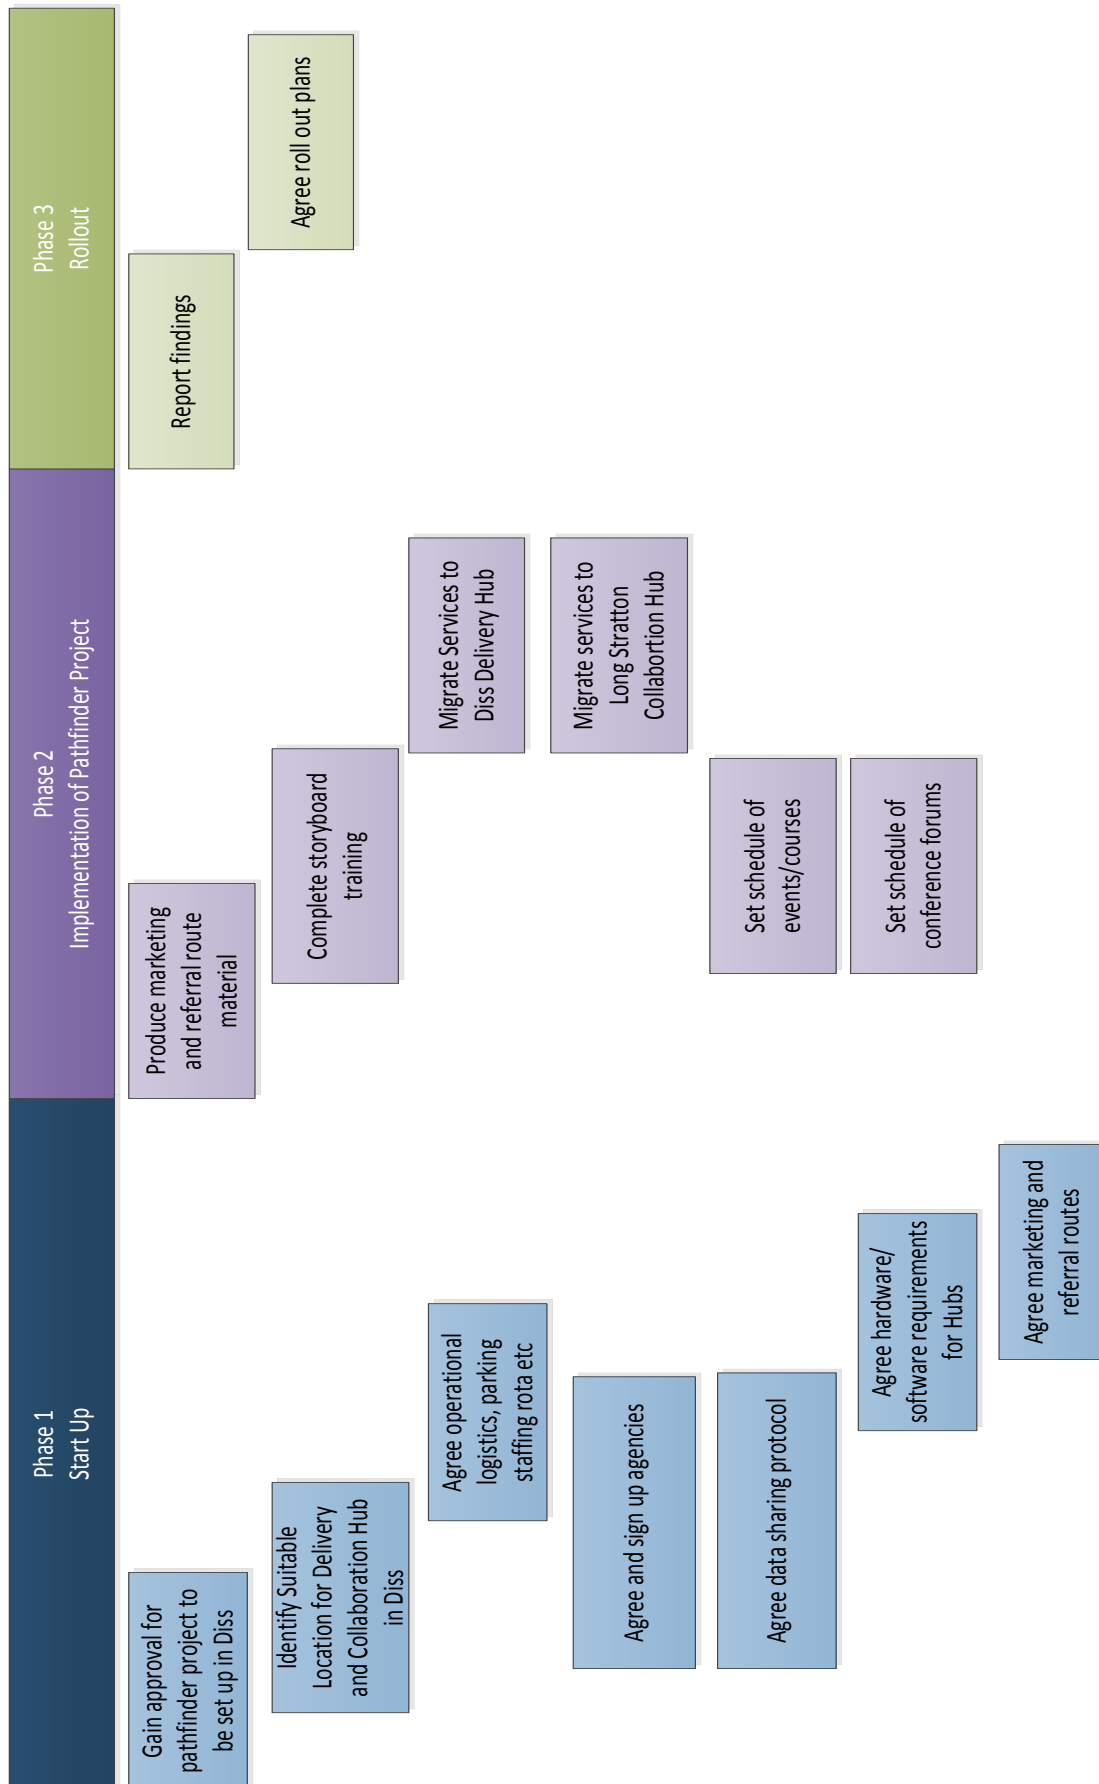 Phase 1
Start Up
Phase 2
Implementation of Pathfinder Project
Phase 3
Rollout
Gain approval for
pathfinder project to
be set up in Diss
Identify Suitable
Location for Delivery
and Collaboration Hub
in Diss
Agree operational
logistics, parking
staffing rota etc
Agree and sign up agencies
Agree data sharing protocol
Agree hardware/
software requirements
for Hubs
Agree marketing and
referral routes
Produce marketing
and referral route
material
Complete storyboard
training
Migrate Services to
Diss Delivery Hub
Migrate services to
Long Stratton
Collabortion Hub
Set schedule of
events/courses
Set schedule of
conference forums
Report findings
Agree roll out plans